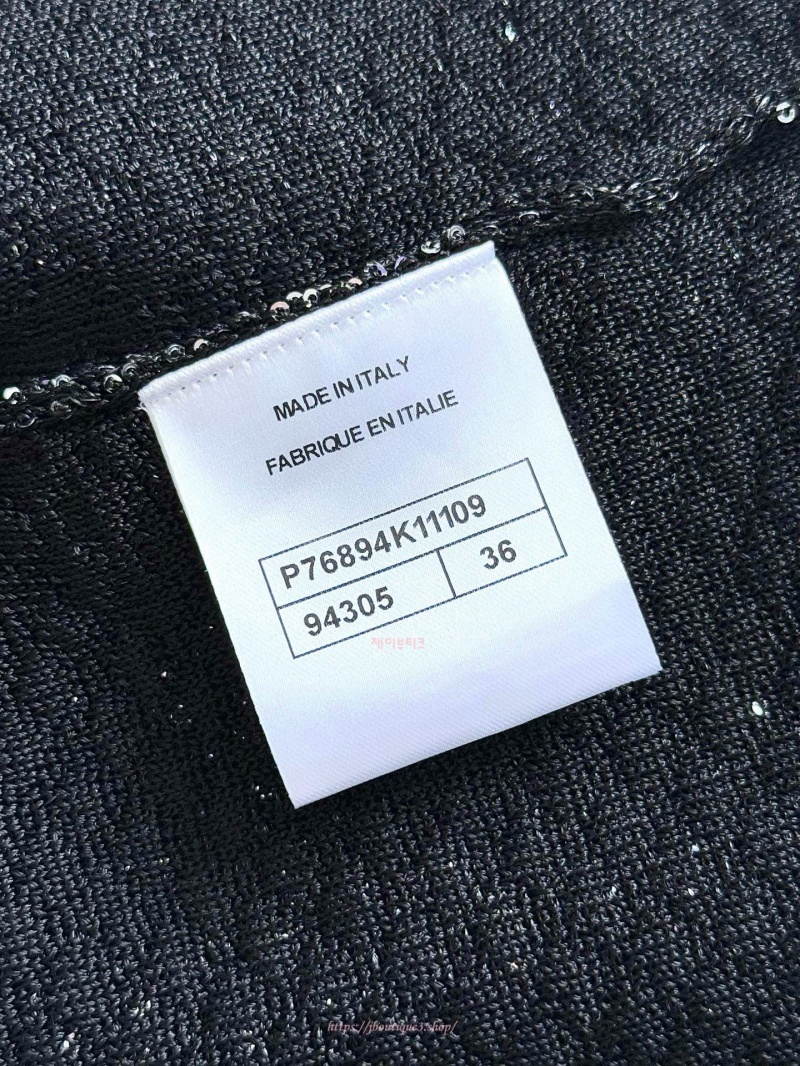 MADE IN ITALY
FABRIQUE EN ITALIE
P76894K11109
94305 36
제이부티크
https://jboutique3.shop/